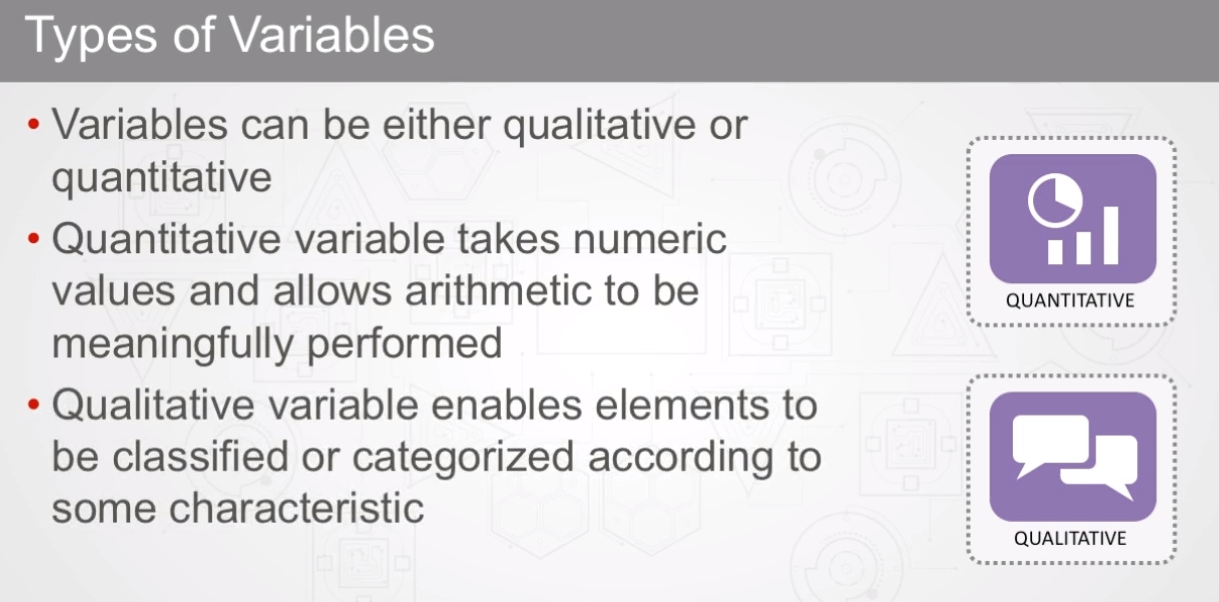 Types of Variables
• Variables can be either qualitative or
quantitative
• Quantitative variable takes numeric
values and allows arithmetic to be
meaningfully performed
• Qualitative variable enables elements to
be classified or categorized according to
some characteristic
QUANTITATIVE
QUALITATIVE